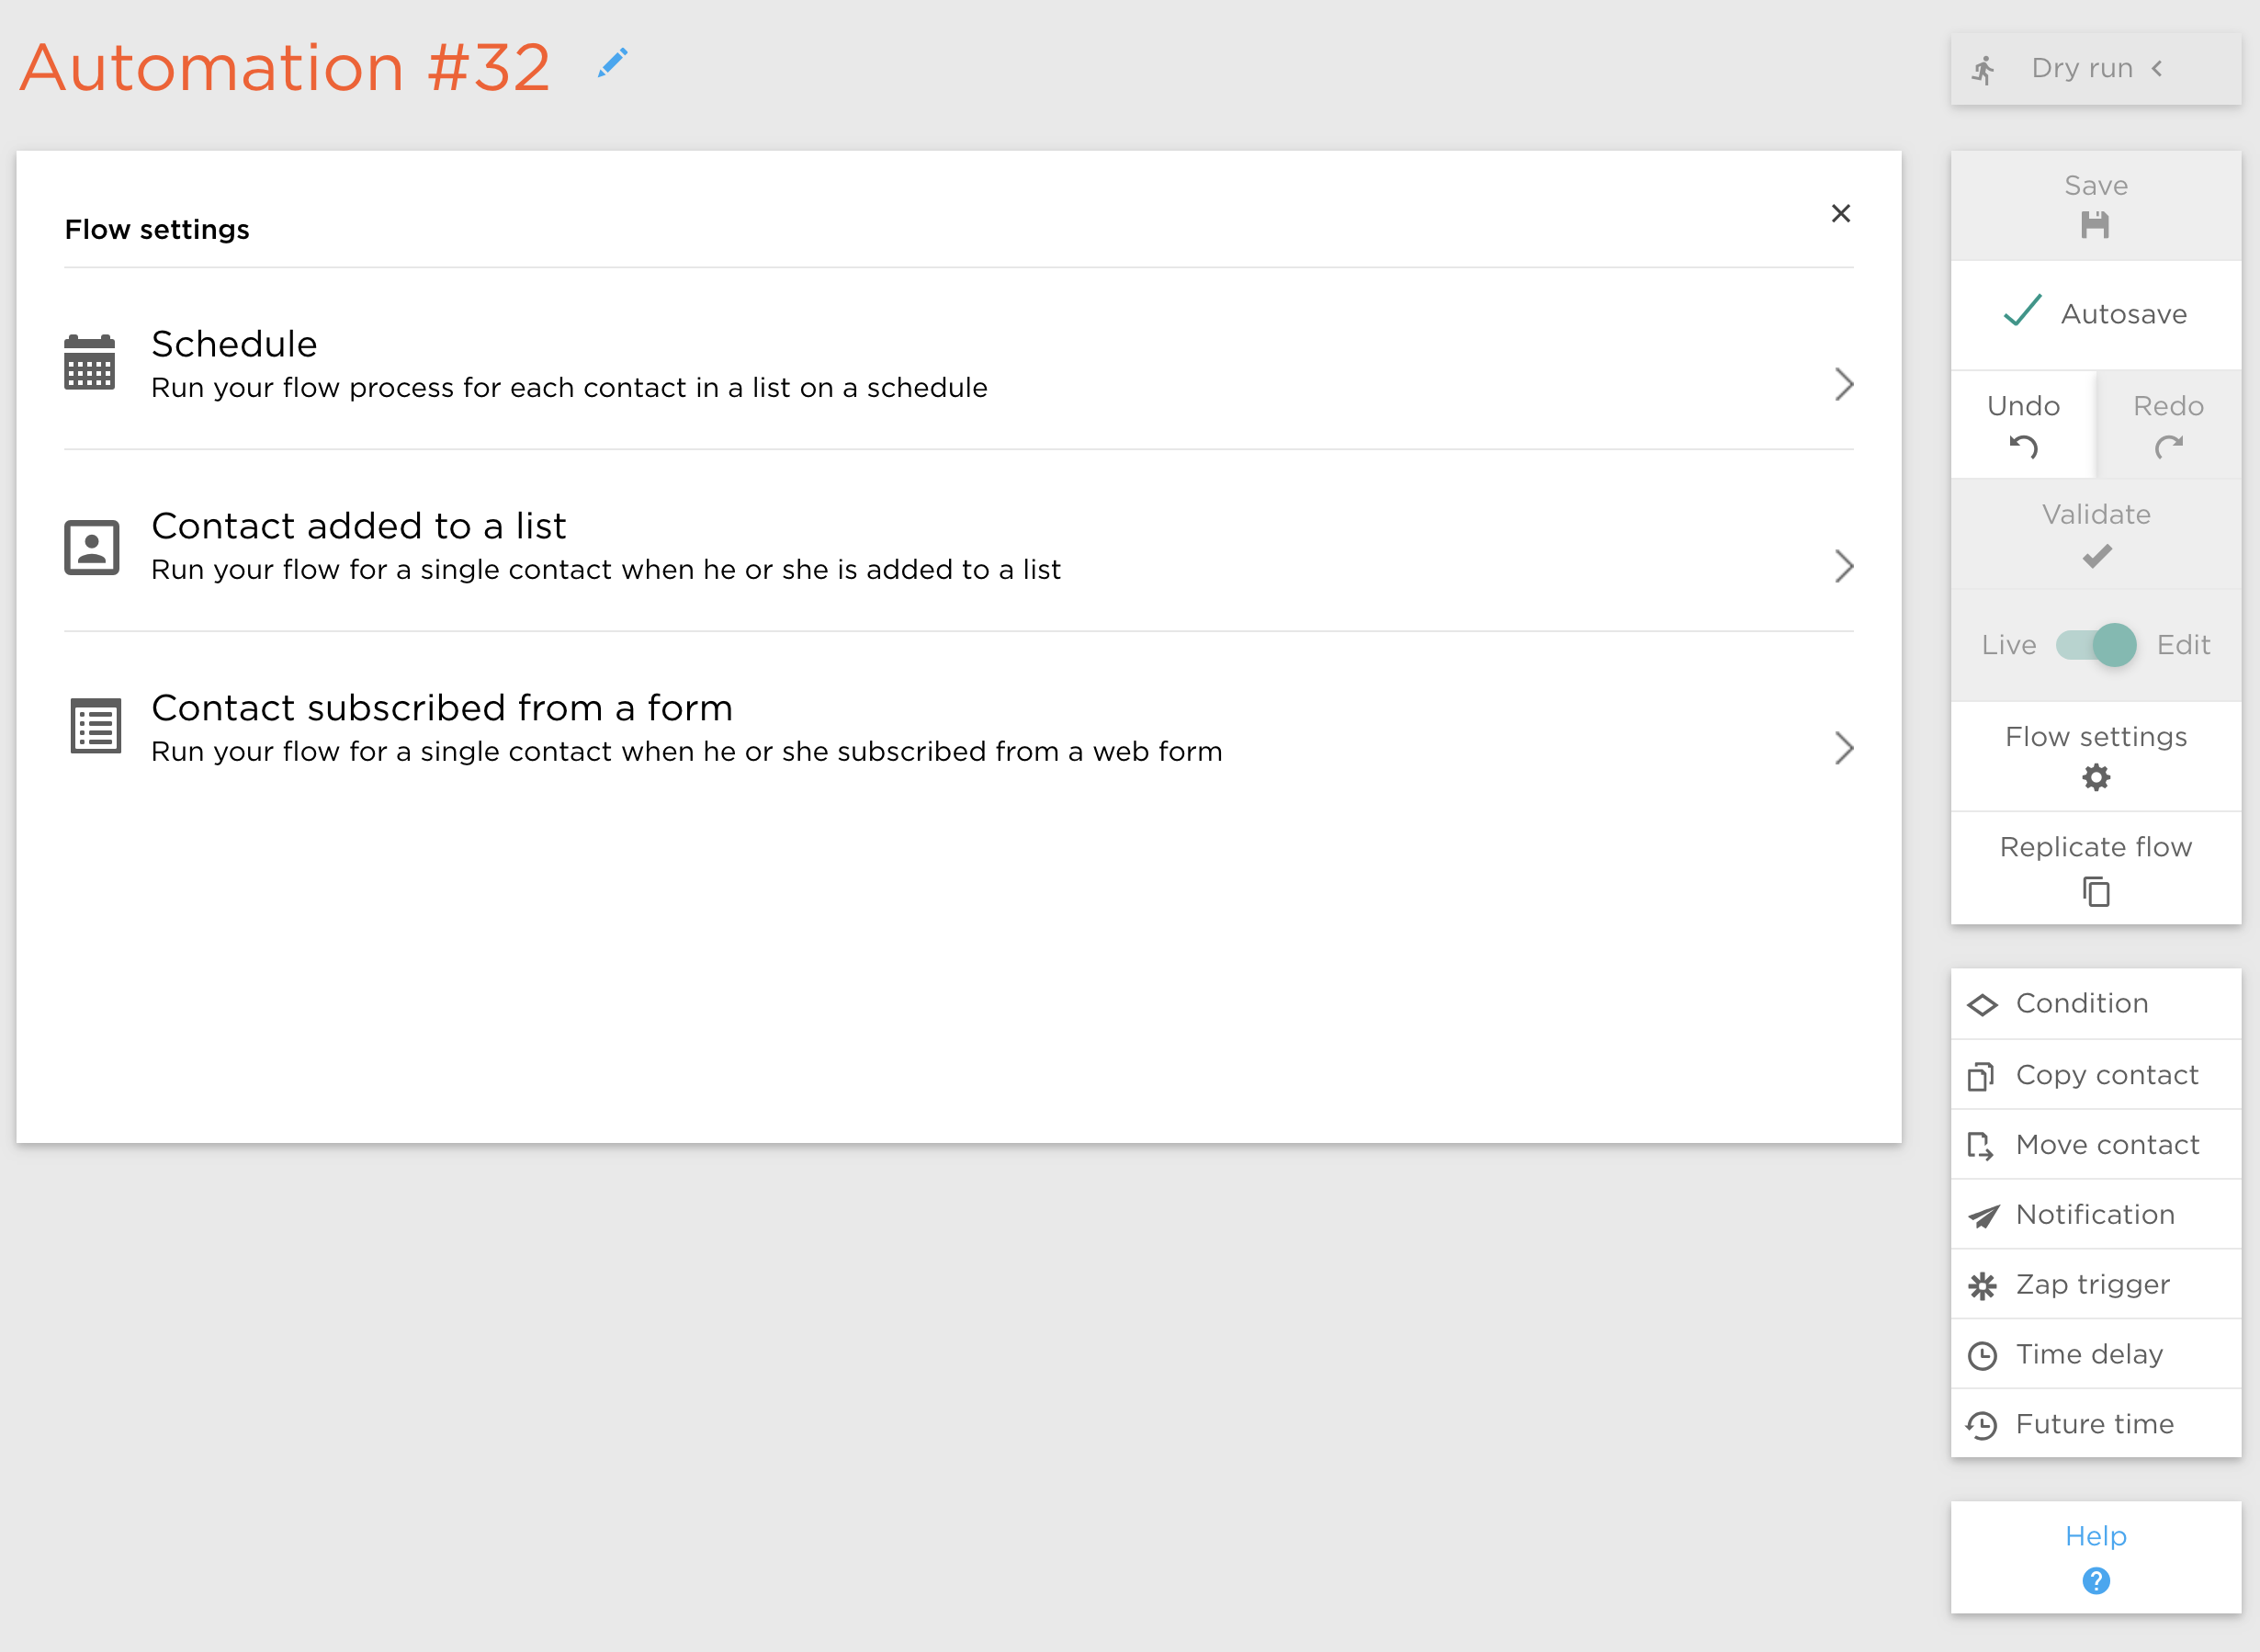 Automation #32
Dry run
Flow settings
Schedule
Run your flow process for each contact in a list on a schedule
Contact added to a list
Run your flow for a single contact when he or she is added to a list
Contact subscribed from a form
Run your flow for a single contact when he or she subscribed from a web form
Save
Autosave
Undo Redo
Validate
Live Edit
Flow settings
Replicate flow
Condition
Copy contact
Move contact
Notification
Zap trigger
Time delay
Future time
Help